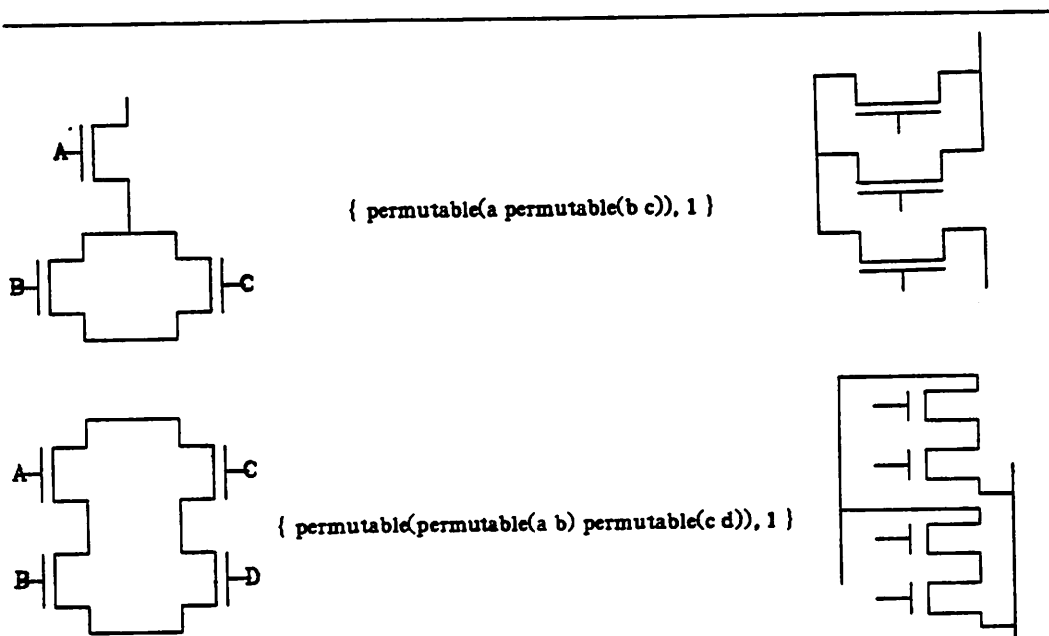 A
{ permutable(a permutable(b c)), 1 }
B
C
A
C
{ permutable(permutable(a b) permutable(c d)), 1 }
B
D